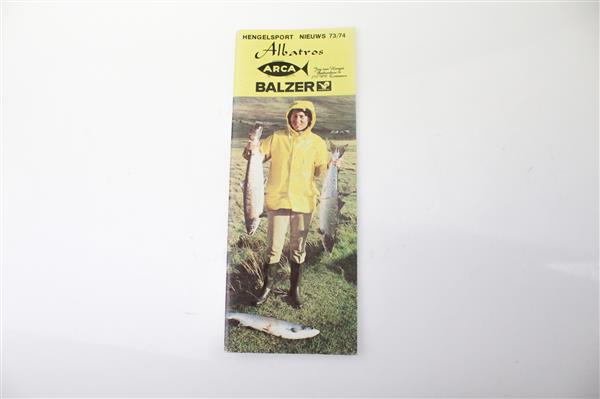 HENGELSPORT NIEUWS 73/74
Albatros
ARCA
BALZER